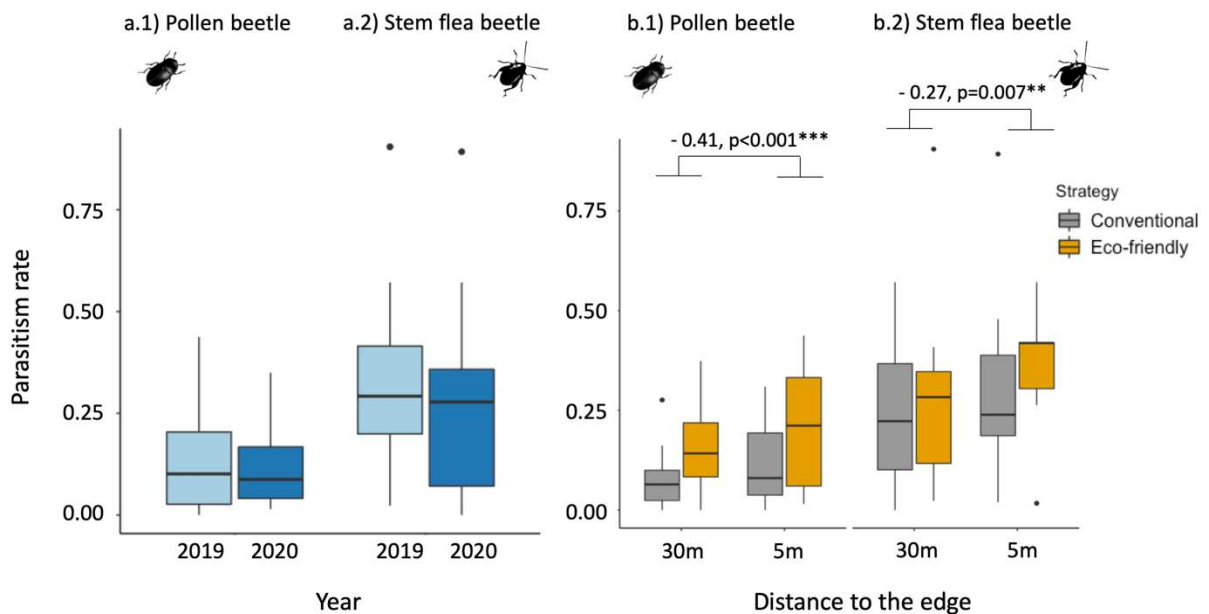 a.1) Pollen beetle
a.2) Stem flea beetle
b.1) Pollen beetle
b.2) Stem flea beetle
- 0.41, p<0.001***
- 0.27, p=0.007**
Parasitism rate
0.75
0.50
0.25
0.00
2019
2020
2019
2020
Year
0.75
0.50
0.25
0.00
30m
5m
30m
5m
Distance to the edge
Strategy
Conventional
Eco-friendly